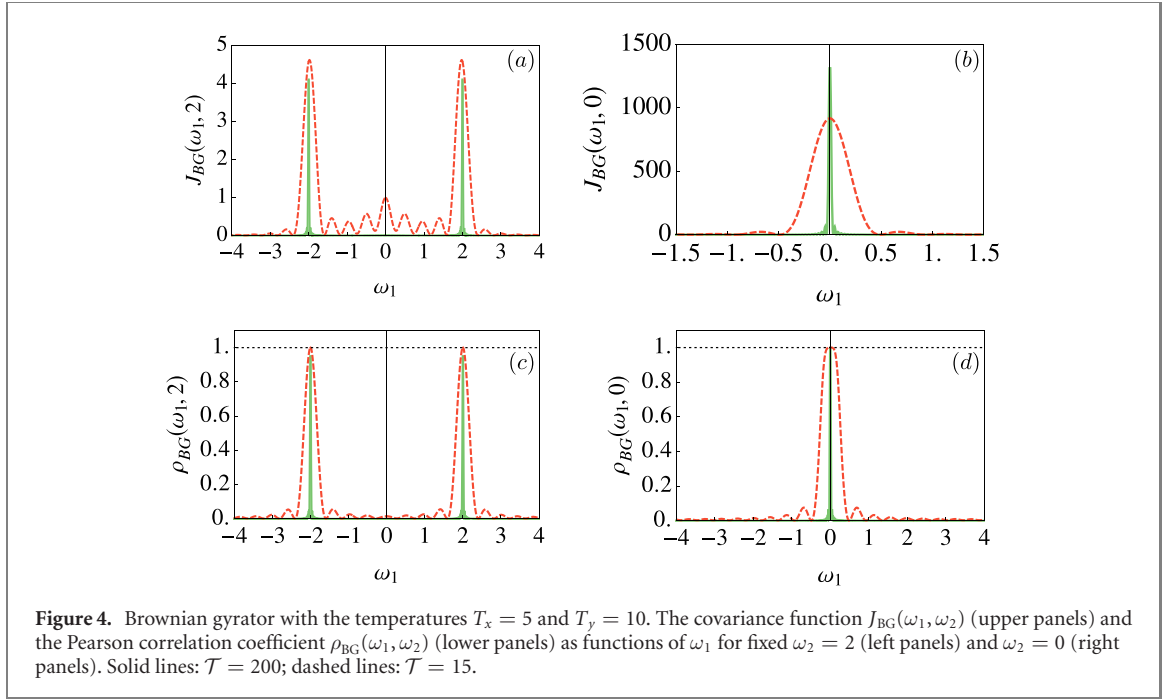 5
4
3
2
1
0
−4 −3 −2 −1 0 1 2 3 4
J_BG(ω₁, 2)
ω₁
(a)
1500
1000
500
0
−1.5 −1. −0.5 0. 0.5 1. 1.5
J_BG(ω₁, 0)
ω₁
(b)
1.
0.8
0.6
0.4
0.2
0.
−4 −3 −2 −1 0 1 2 3 4
ρ_BG(ω₁, 2)
ω₁
(c)
1.
0.8
0.6
0.4
0.2
0.
−4 −3 −2 −1 0 1 2 3 4
ρ_BG(ω₁, 0)
ω₁
(d)
Figure 4. Brownian gyrator with the temperatures T_x = 5 and T_y = 10. The covariance function J_BG(ω₁, ω₂) (upper panels) and
the Pearson correlation coefficient ρ_BG(ω₁, ω₂) (lower panels) as functions of ω₁ for fixed ω₂ = 2 (left panels) and ω₂ = 0 (right
panels). Solid lines: 𝒯 = 200; dashed lines: 𝒯 = 15.